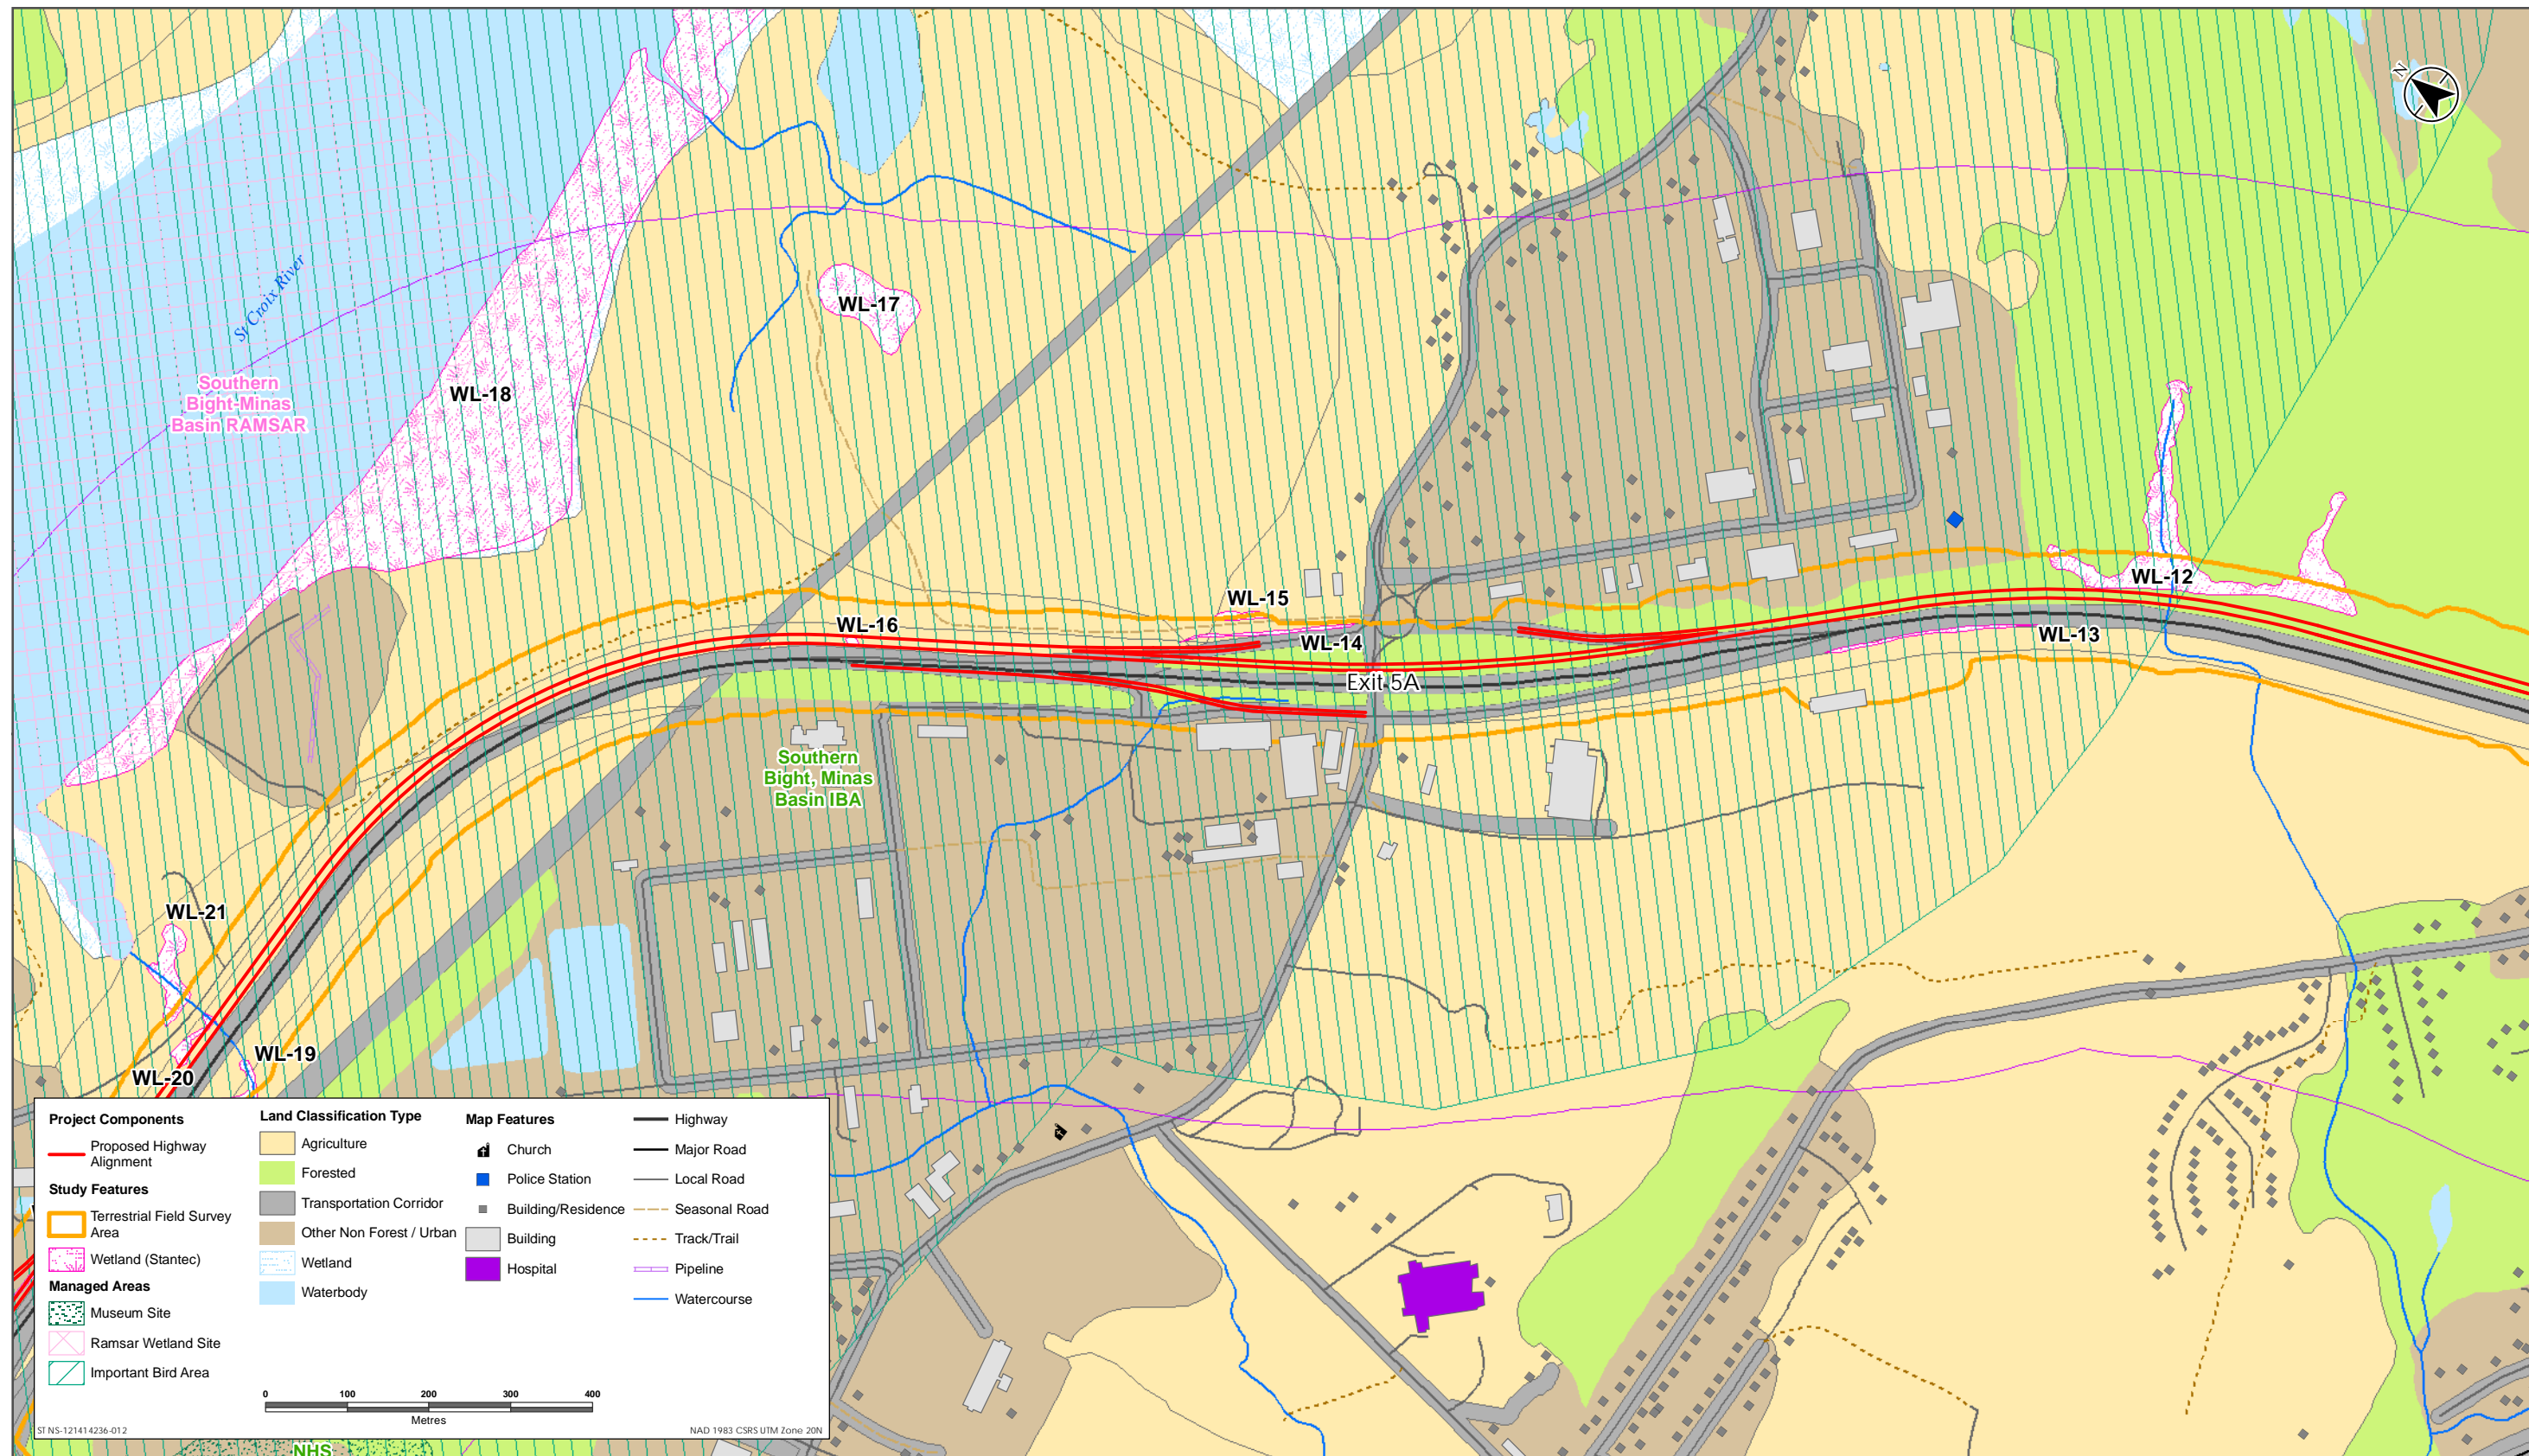 N
St Croix River
Southern
Bight-Minas
Basin RAMSAR
WL-18
WL-17
WL-12
WL-15
WL-16
WL-14
WL-13
Exit 5A
Southern
Bight, Minas
Basin IBA
WL-21
WL-19
WL-20
Project Components
Proposed Highway
Alignment
Study Features
Terrestrial Field Survey
Area
Wetland (Stantec)
Managed Areas
Museum Site
Ramsar Wetland Site
Important Bird Area
Land Classification Type
Agriculture
Forested
Transportation Corridor
Other Non Forest / Urban
Wetland
Waterbody
Map Features
Church
Police Station
Building/Residence
Building
Hospital
Highway
Major Road
Local Road
Seasonal Road
Track/Trail
Pipeline
Watercourse
0 100 200 300 400
Metres
ST NS-121414236-012
NAD 1983 CSRS UTM Zone 20N
NHS